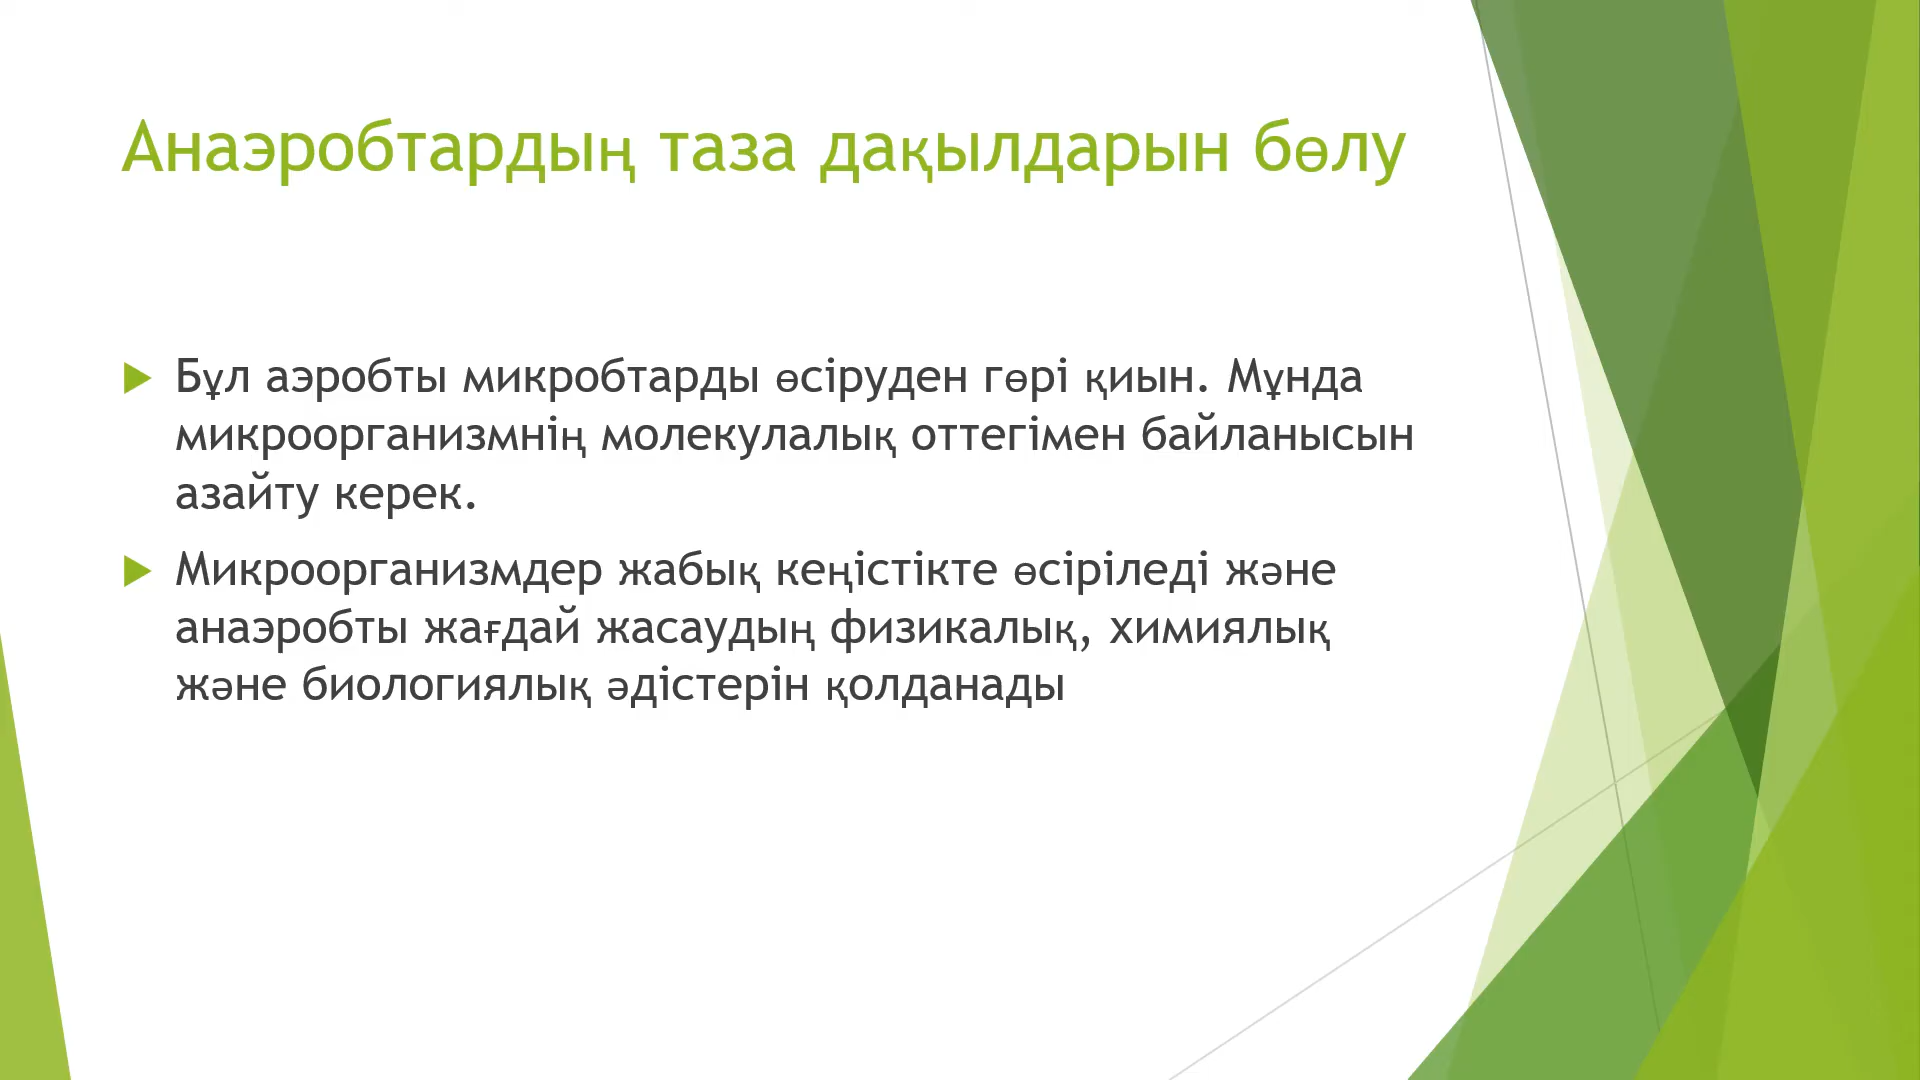 Анаэробтардың таза дақылдарын бөлу
Бұл аэробты микробтарды өсіруден гөрі қиын. Мұнда
микроорганизмнің молекулалық оттегімен байланысын
азайту керек.
Микроорганизмдер жабық кеңістікте өсіріледі және
анаэробты жағдай жасаудың физикалық, химиялық
және биологиялық әдістерін қолданады